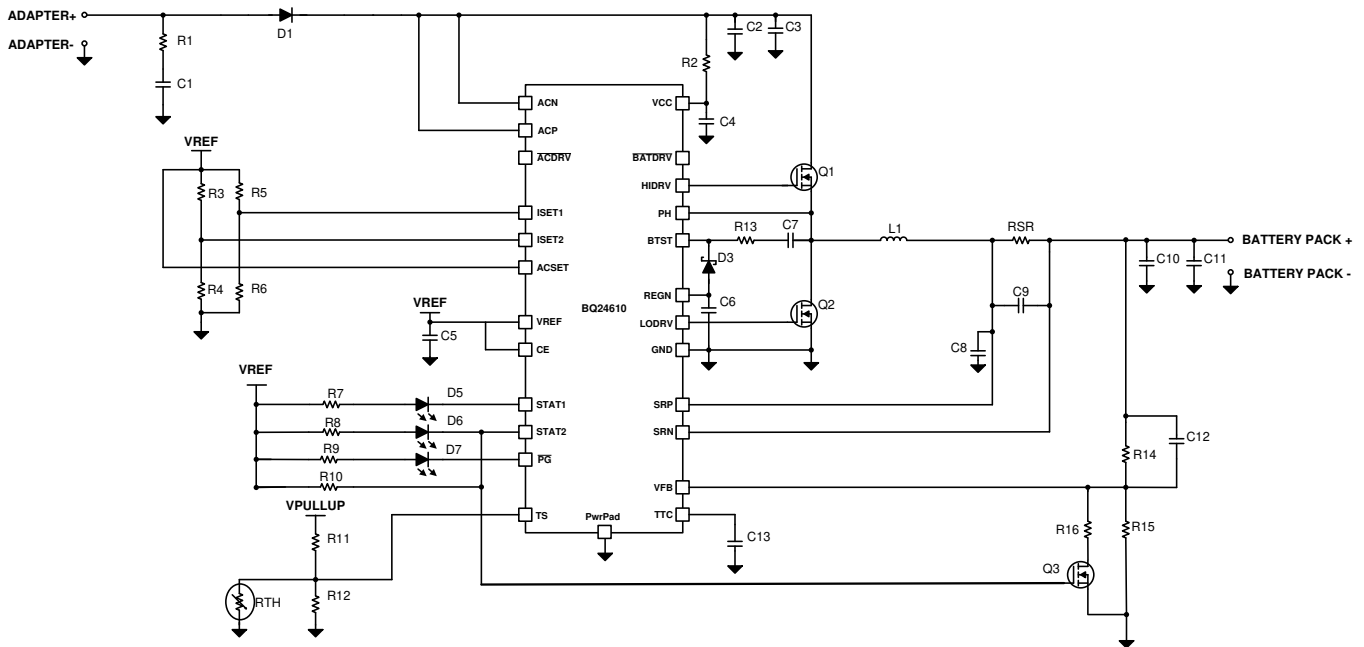 ADAPTER+
D1
C2
C3
ADAPTER-
R1
R2
C1
VCC
C4
ACN
ACP
VREF
ACDRV
BATDRV
HIDRV
Q1
R3
R5
ISET1
PH
C7
R13
L1
RSR
ISET2
BTST
BATTERY PACK +
D3
C10
C11
ACSET
BATTERY PACK -
R4
R6
REGN
C9
BQ24610
C6
Q2
VREF
VREF
LODRV
C5
CE
GND
C8
VREF
R7
D5
STAT1
SRP
R8
D6
STAT2
SRN
C12
R9
D7
PG
R14
R10
VFB
VPULLUP
TS
PwrPad
TTC
R16
R15
R11
C13
Q3
RTH
R12